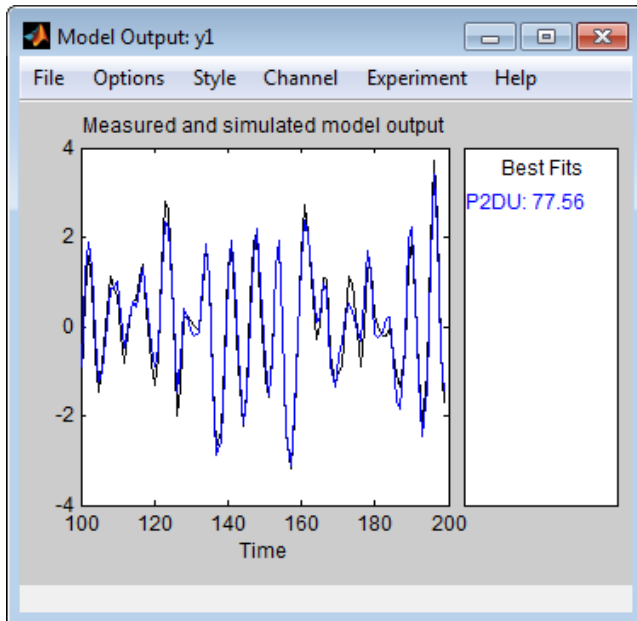 Model Output: y1
File Options Style Channel Experiment Help
Measured and simulated model output
Best Fits
P2DU: 77.56
4
2
0
-2
-4
100 120 140 160 180 200
Time